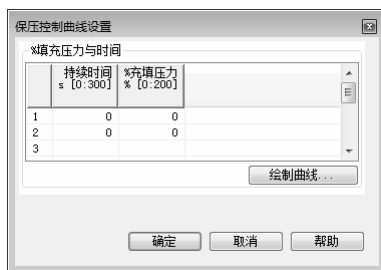 保压控制曲线设置
%填充压力与时间
持续时间 %充填压力
s [0:300] % [0:200]
1 0 0
2 0 0
3
绘制曲线...
确定 取消 帮助